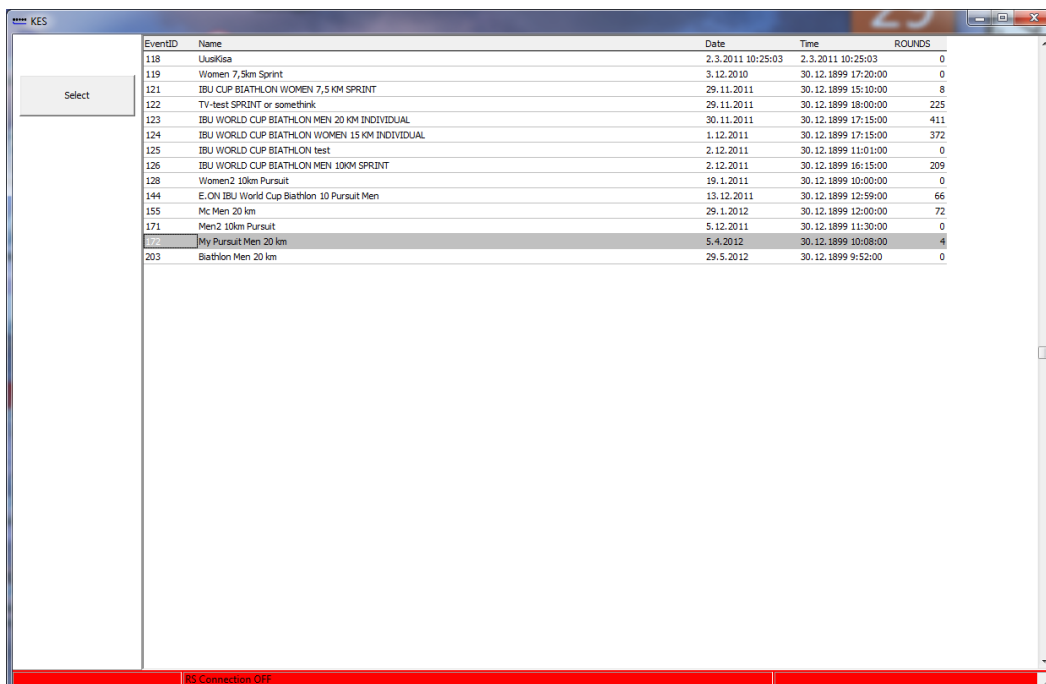 KES
EventID Name Date Time ROUNDS
118 UusiKisa 2.3.2011 10:25:03 2.3.2011 10:25:03 0
119 Women 7,5km Sprint 3.12.2010 30.12.1899 17:20:00 0
Select
121 IBU CUP BIATHLON WOMEN 7,5 KM SPRINT 29.11.2011 30.12.1899 15:10:00 8
122 TV-test SPRINT or somethink 29.11.2011 30.12.1899 18:00:00 225
123 IBU WORLD CUP BIATHLON MEN 20 KM INDIVIDUAL 30.11.2011 30.12.1899 17:15:00 411
124 IBU WORLD CUP BIATHLON WOMEN 15 KM INDIVIDUAL 1.12.2011 30.12.1899 17:15:00 372
125 IBU WORLD CUP BIATHLON test 2.12.2011 30.12.1899 11:01:00 0
126 IBU WORLD CUP BIATHLON MEN 10KM SPRINT 2.12.2011 30.12.1899 16:15:00 209
128 Women2 10km Pursuit 19.1.2011 30.12.1899 10:00:00 0
144 E.ON IBU World Cup Biathlon 10 Pursuit Men 13.12.2011 30.12.1899 12:59:00 66
155 Mc Men 20 km 29.1.2012 30.12.1899 12:00:00 72
171 Men2 10km Pursuit 5.12.2011 30.12.1899 11:30:00 0
172 My Pursuit Men 20 km 5.4.2012 30.12.1899 10:08:00 4
203 Biathlon Men 20 km 29.5.2012 30.12.1899 9:52:00 0
RS Connection OFF